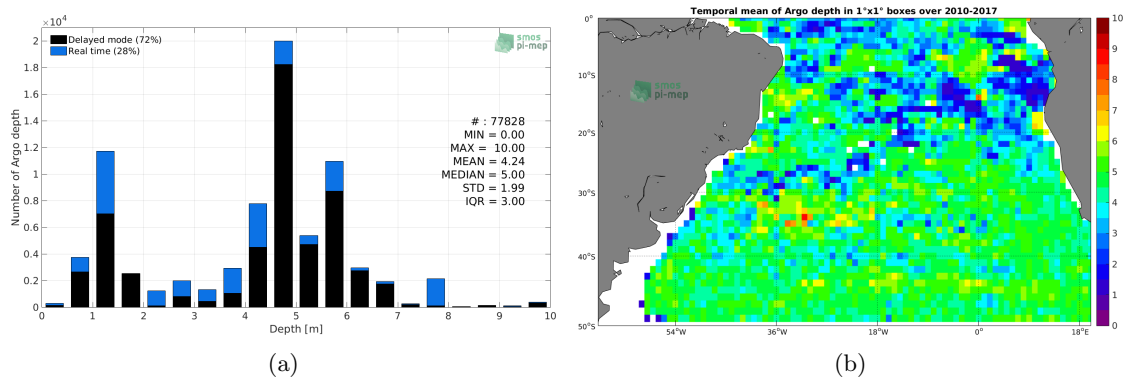 ×10⁴
2
1.8
1.6
1.4
1.2
1
0.8
0.6
0.4
0.2
0
Number of Argo depth
Delayed mode (72%)
Real time (28%)
smos
pi-mep
# : 77828
MIN = 0.00
MAX = 10.00
MEAN = 4.24
MEDIAN = 5.00
STD = 1.99
IQR = 3.00
0 1 2 3 4 5 6 7 8 9 10
Depth [m]
(a)
Temporal mean of Argo depth in 1°x1° boxes over 2010-2017
smos
pi-mep
0°
10°S
20°S
30°S
40°S
50°S
54°W 36°W 18°W 0° 18°E
10
9
8
7
6
5
4
3
2
1
0
(b)